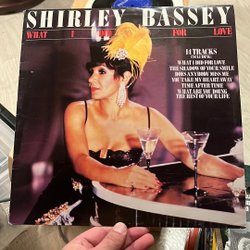 SHIRLEY BASSEY
WHAT I DID FOR LOVE
14 TRACKS
INCLUDING
WHAT I DID FOR LOVE
THE SHADOW OF YOUR SMILE
DOES ANYBODY MISS ME
YOU TAKE MY HEART AWAY
TIME AFTER TIME
WHAT ARE YOU DOING
THE REST OF YOUR LIFE